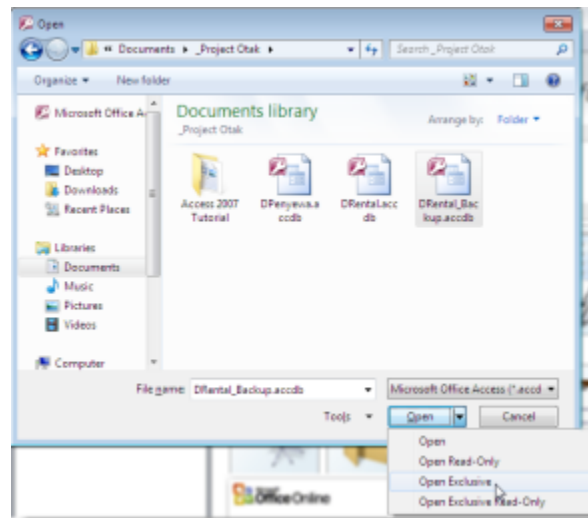 Open
« Documents ▸ _Project Otak ▸
Search _Project Otak
Organize
New folder
Microsoft Office A
Documents library
_Project Otak
Arrange by: Folder
Favorites
Desktop
Downloads
Recent Places
Access 2007
Tutorial
DPenyewa.a
ccdb
DRental.acc
db
DRental_Bac
kup.accdb
Libraries
Documents
Music
Pictures
Videos
Computer
File name: DRental_Backup.accdb
Microsoft Office Access (*.accd
Tools
Open
Cancel
Open
Open Read-Only
Open Exclusive
Open Exclusive Read-Only
Office Online